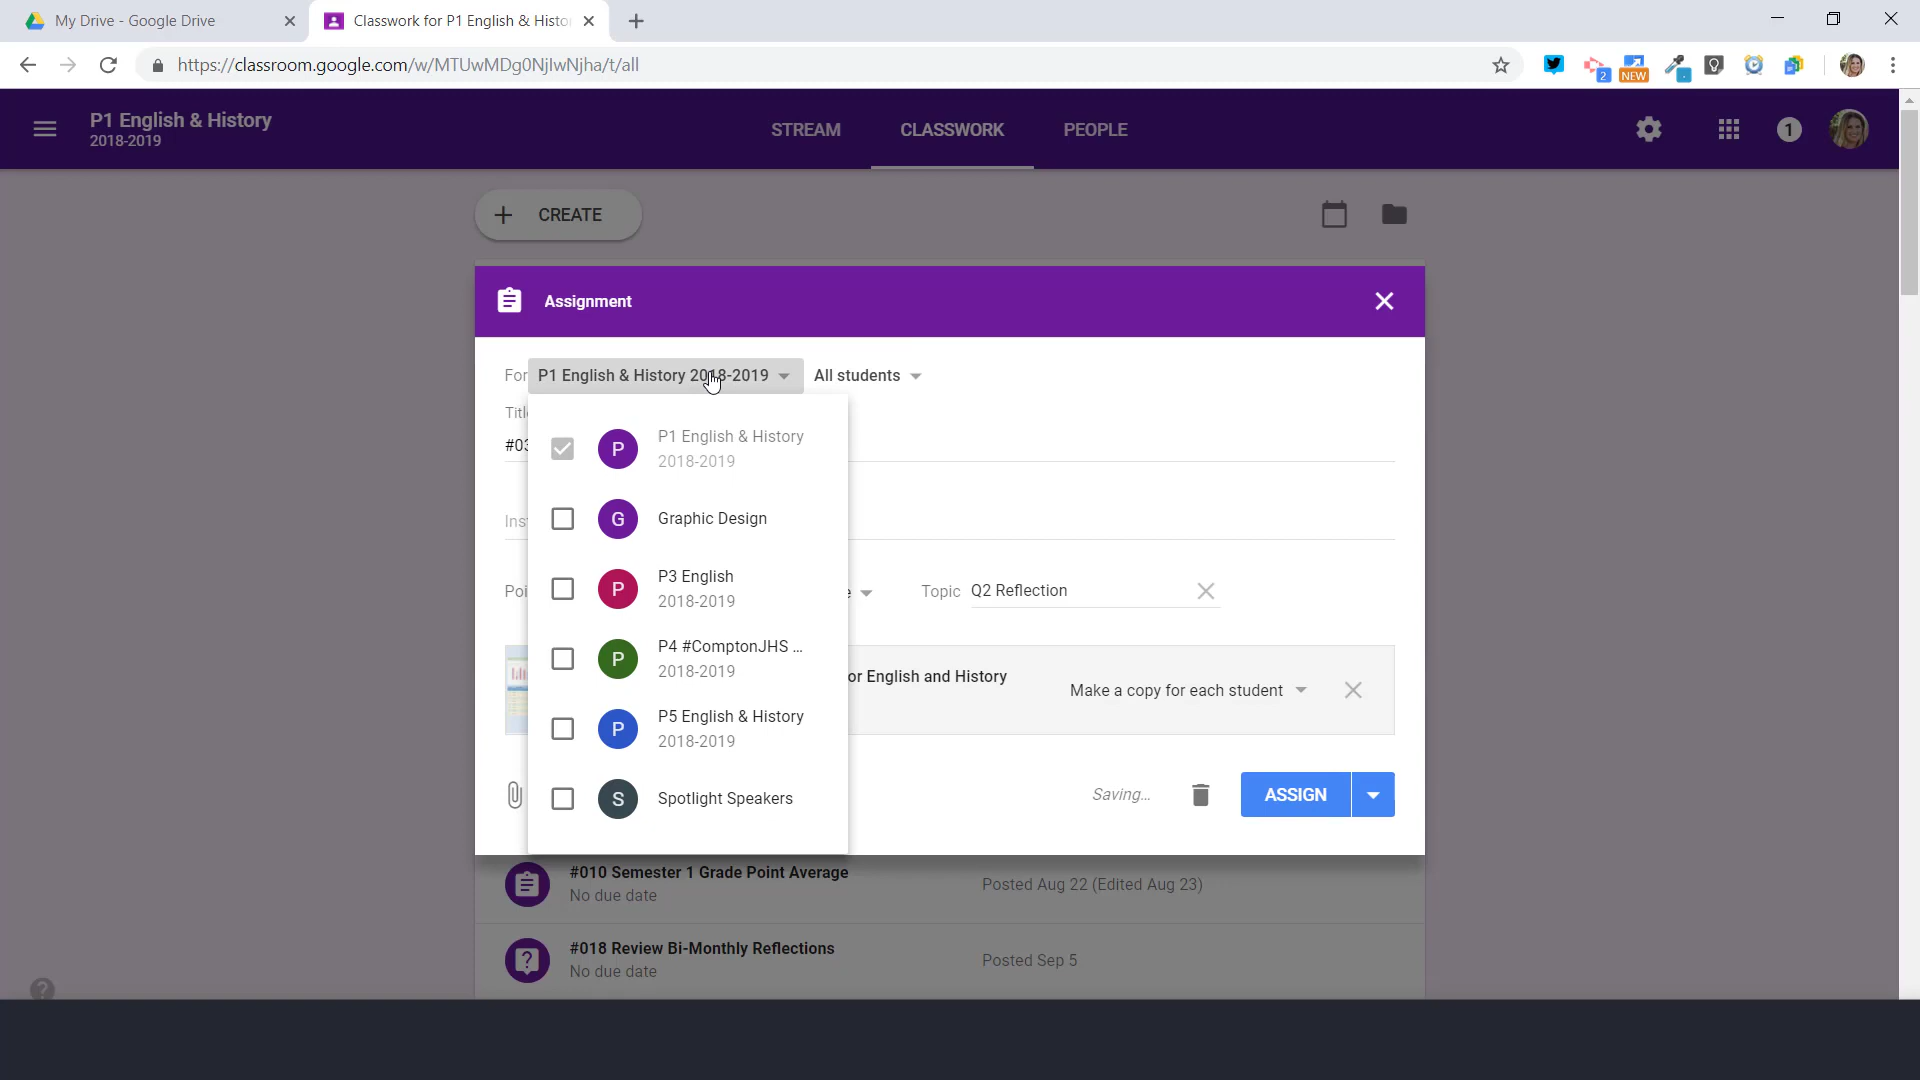 My Drive - Google Drive
Classwork for P1 English & Histo
https://classroom.google.com/w/MTUwMDg0NjIwNjha/t/all
2
NEW
P1 English & History
2018-2019
STREAM
CLASSWORK
PEOPLE
1
CREATE
Assignment
For
P1 English & History 2018-2019
All students
Titl
#03
P
P1 English & History
2018-2019
Ins
G
Graphic Design
Poi
P
P3 English
2018-2019
e
Topic
Q2 Reflection
P
P4 #ComptonJHS ...
2018-2019
or English and History
Make a copy for each student
P
P5 English & History
2018-2019
S
Spotlight Speakers
Saving...
ASSIGN
#010 Semester 1 Grade Point Average
No due date
Posted Aug 22 (Edited Aug 23)
#018 Review Bi-Monthly Reflections
No due date
Posted Sep 5